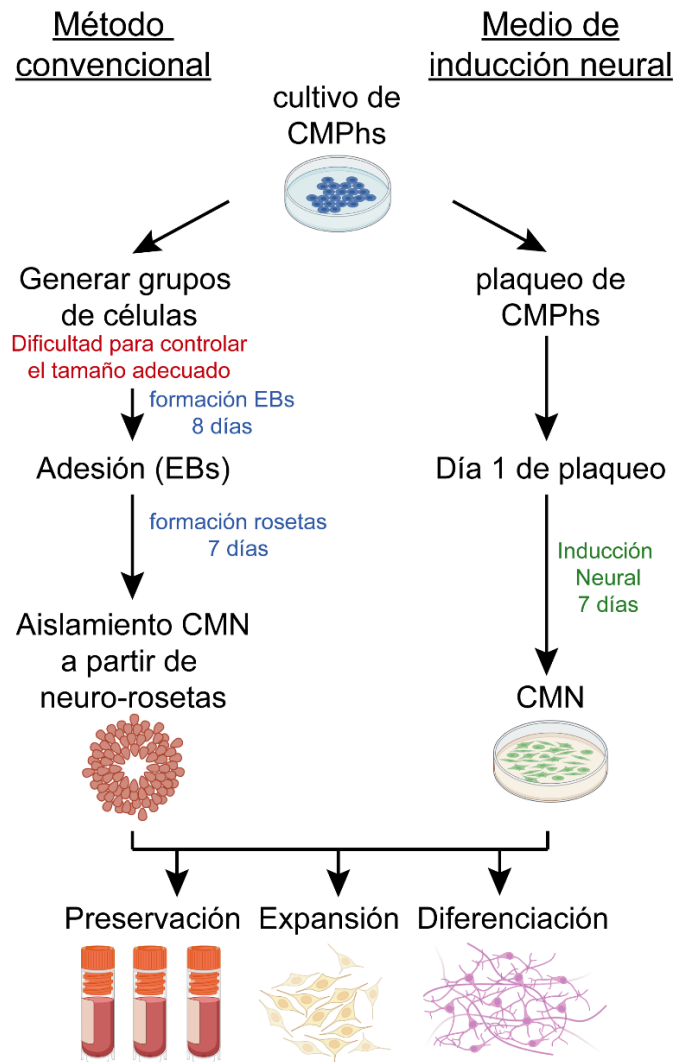 Método
convencional
Medio de
inducción neural
cultivo de
CMPhs
Generar grupos
de células
Dificultad para controlar
el tamaño adecuado
formación EBs
8 días
Adesión (EBs)
formación rosetas
7 días
Aislamiento CMN
a partir de
neuro-rosetas
plaqueo de
CMPhs
Día 1 de plaqueo
Inducción
Neural
7 días
CMN
Preservación
Expansión
Diferenciación